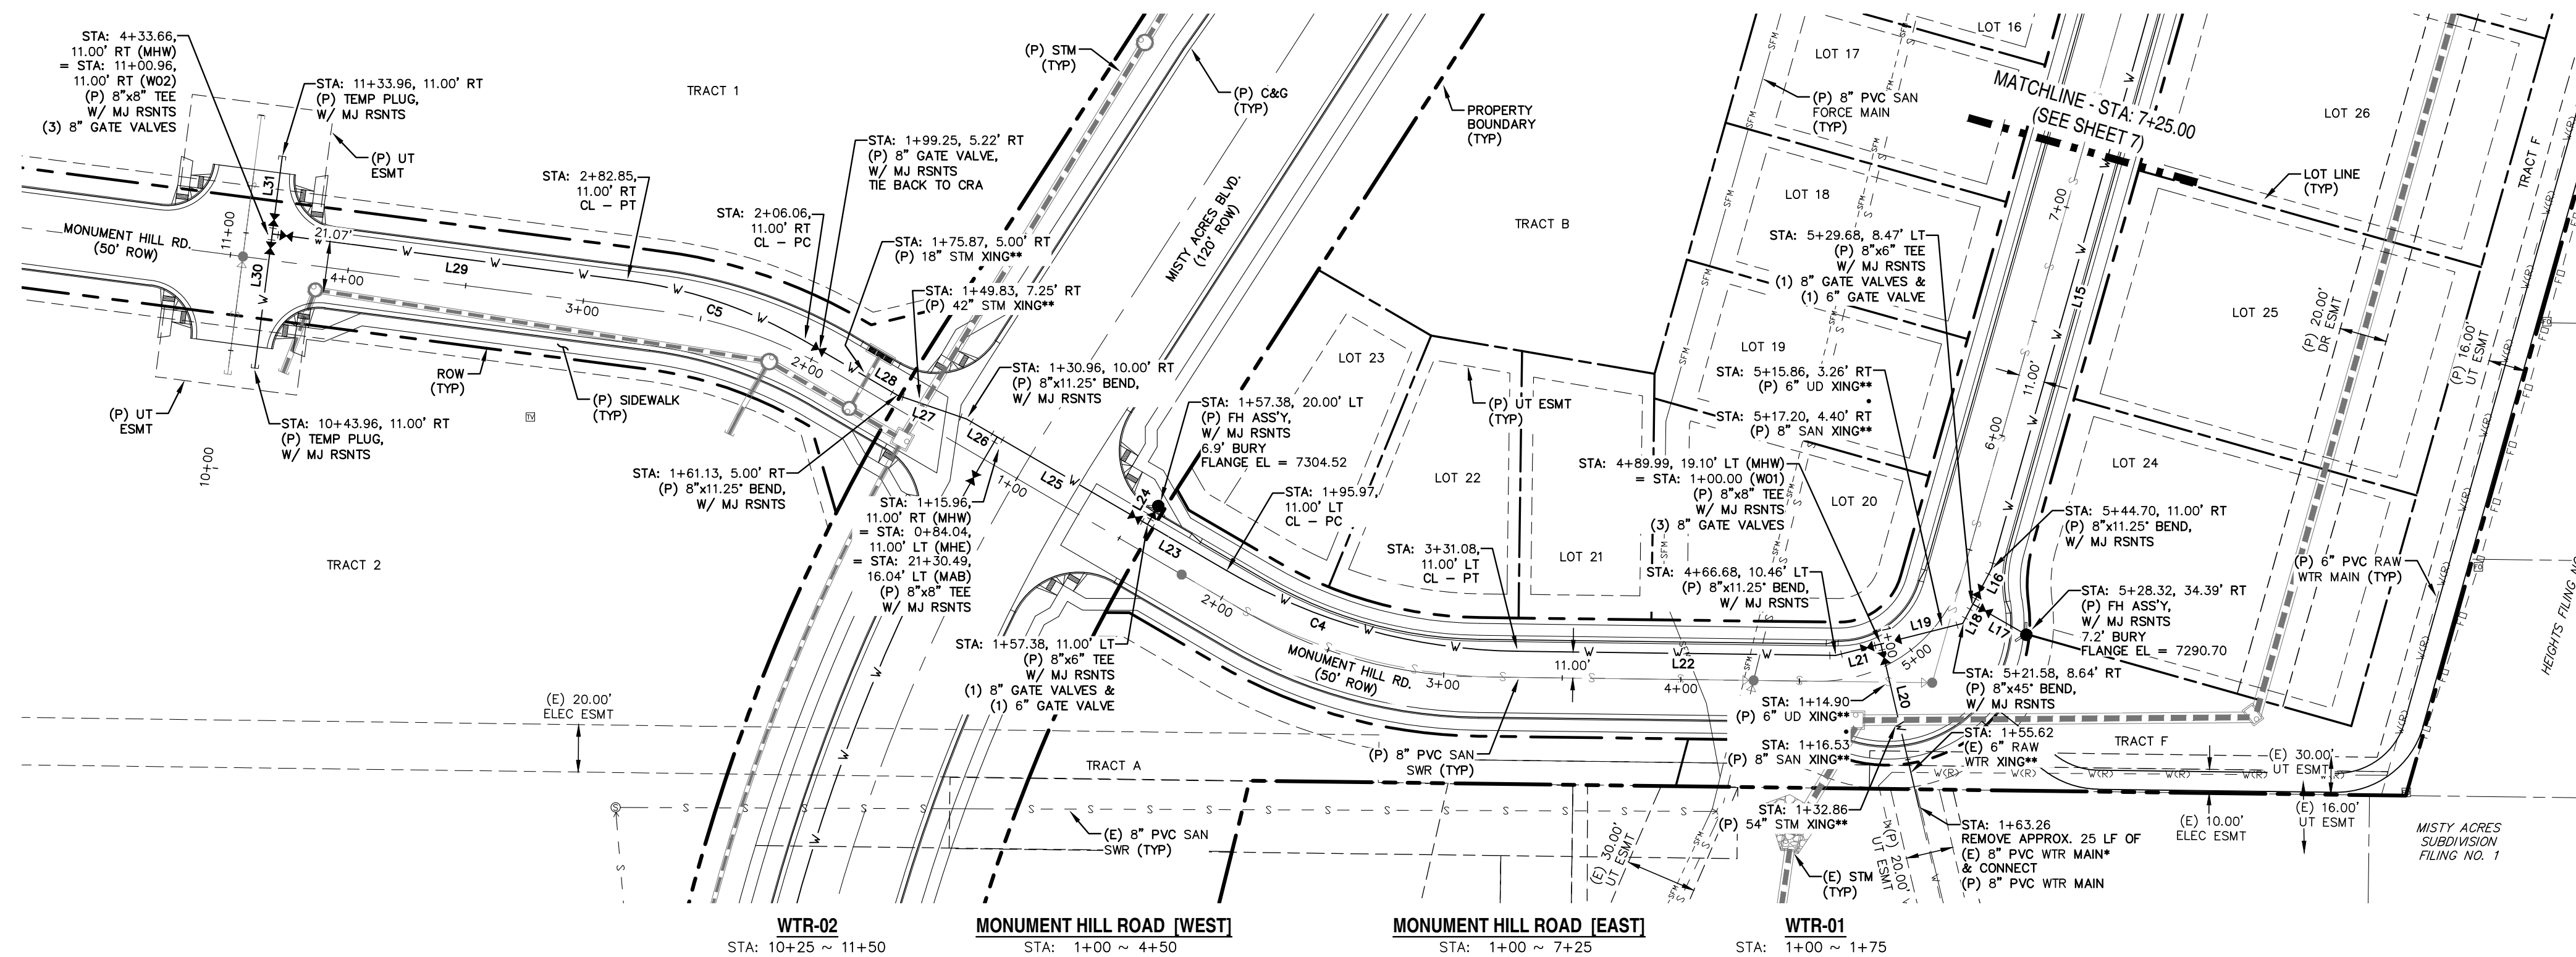 STA: 4+33.66,
11.00' RT (MHW)
= STA: 11+00.96,
11.00' RT (W02)
(P) 8"x8" TEE
W/ MJ RSNTS
(3) 8" GATE VALVES
STA: 11+33.96, 11.00' RT
(P) TEMP PLUG,
W/ MJ RSNTS
(P) UT
ESMT
L31
21.07'
11+00
MONUMENT HILL RD.
(50' ROW)
L30
W
4+00
L29
W
W
W
W
W
3+00
C5
W
W
2+00
ROW
(TYP)
(P) UT
ESMT
10+00
STA: 10+43.96, 11.00' RT
(P) TEMP PLUG,
W/ MJ RSNTS
TV
(P) SIDEWALK
(TYP)
TRACT 1
TRACT 2
STA: 2+82.85,
11.00' RT
CL – PT
STA: 2+06.06,
11.00' RT
CL – PC
STA: 1+99.25, 5.22' RT
(P) 8" GATE VALVE,
W/ MJ RSNTS
TIE BACK TO CRA
STA: 1+75.87, 5.00' RT
(P) 18" STM XING**
STA: 1+49.83, 7.25' RT
(P) 42" STM XING**
L28
L27
L26
STA: 1+30.96, 10.00' RT
(P) 8"x11.25° BEND,
W/ MJ RSNTS
STA: 1+61.13, 5.00' RT
(P) 8"x11.25° BEND,
W/ MJ RSNTS
STA: 1+15.96,
11.00' RT (MHW)
= STA: 0+84.04,
11.00' LT (MHE)
= STA: 21+30.49,
16.04' LT (MAB)
(P) 8"x8" TEE
W/ MJ RSNTS
1+00
L25
W
L24
(P) STM
(TYP)
(P) C&G
(TYP)
MISTY ACRES BLVD.
(120' ROW)
PROPERTY
BOUNDARY
(TYP)
TRACT B
STA: 1+57.38, 20.00' LT
(P) FH ASS'Y,
W/ MJ RSNTS
6.9' BURY
FLANGE EL = 7304.52
STA: 1+95.97,
11.00' LT
CL – PC
L23
2+00
C4
STA: 1+57.38, 11.00' LT
(P) 8"x6" TEE
W/ MJ RSNTS
(1) 8" GATE VALVES &
(1) 6" GATE VALVE
MONUMENT HILL RD.
(50' ROW)
STA: 3+31.08,
11.00' LT
CL – PT
3+00
11.00'
L22
4+00
LOT 23
LOT 22
LOT 21
(P) UT ESMT
(TYP)
LOT 16
LOT 17
LOT 18
LOT 19
LOT 20
(P) 8" PVC SAN
FORCE MAIN
(TYP)
SFM
SFM
SFM
SFM
STA: 5+29.68, 8.47' LT
(P) 8"x6" TEE
W/ MJ RSNTS
(1) 8" GATE VALVES &
(1) 6" GATE VALVE
STA: 5+15.86, 3.26' RT
(P) 6" UD XING**
STA: 5+17.20, 4.40' RT
(P) 8" SAN XING**
STA: 4+89.99, 19.10' LT (MHW)
= STA: 1+00.00 (W01)
(P) 8"x8" TEE
W/ MJ RSNTS
(3) 8" GATE VALVES
STA: 4+66.68, 10.46' LT
(P) 8"x11.25° BEND,
W/ MJ RSNTS
MATCHLINE - STA: 7+25.00
(SEE SHEET 7)
7+00
L15
11.00'
6+00
L16
L17
L18
L19
L21
1+00
5+00
L20
STA: 5+44.70, 11.00' RT
(P) 8"x11.25° BEND,
W/ MJ RSNTS
STA: 5+28.32, 34.39' RT
(P) FH ASS'Y,
W/ MJ RSNTS
7.2' BURY
FLANGE EL = 7290.70
STA: 5+21.58, 8.64' RT
(P) 8"x45° BEND,
W/ MJ RSNTS
LOT 24
LOT 25
LOT 26
LOT LINE
(TYP)
(P) 20.00'
DR ESMT
(P) 16.00'
UT ESMT
TRACT F
(P) 6" PVC RAW
WTR MAIN (TYP)
W(R)
W(R)
W(R)
FO
FO
FO
HEIGHTS FILING NO.
STA: 1+14.90
(P) 6" UD XING**
STA: 1+16.53
(P) 8" SAN XING**
STA: 1+32.86
(P) 54" STM XING**
STA: 1+55.62
(E) 6" RAW
WTR XING**
STA: 1+63.26
REMOVE APPROX. 25 LF OF
(E) 8" PVC WTR MAIN*
& CONNECT
(P) 8" PVC WTR MAIN
TRACT F
W(R)
W(R)
W(R)
W(R)
(E) 30.00'
UT ESMT
(E) 10.00'
ELEC ESMT
(E) 16.00'
UT ESMT
MISTY ACRES
SUBDIVISION
FILING NO. 1
(E) 20.00'
ELEC ESMT
TRACT A
(P) 8" PVC SAN
SWR (TYP)
(E) 8" PVC SAN
SWR (TYP)
(E) 30.00'
UT ESMT
(E) STM
(TYP)
(P) 20.00'
UT ESMT
WTR-02
STA: 10+25 ~ 11+50
MONUMENT HILL ROAD [WEST]
STA: 1+00 ~ 4+50
MONUMENT HILL ROAD [EAST]
STA: 1+00 ~ 7+25
WTR-01
STA: 1+00 ~ 1+75